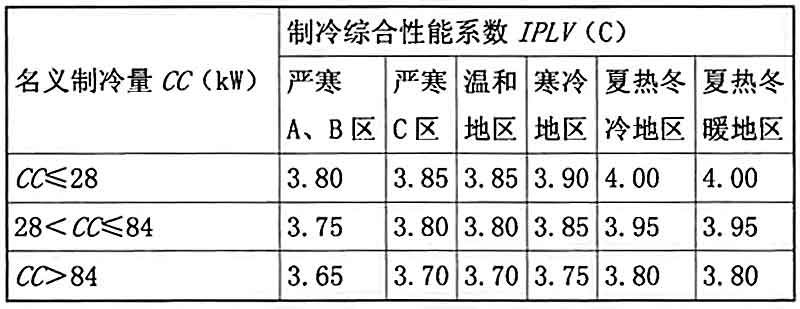 名义制冷量 CC（kW） 制冷综合性能系数 IPLV（C）
严寒 A、B区 严寒 C区 温和地区 寒冷地区 夏热冬冷地区 夏热冬暖地区
CC≤28 3.80 3.85 3.85 3.90 4.00 4.00
28＜CC≤84 3.75 3.80 3.80 3.85 3.95 3.95
CC＞84 3.65 3.70 3.70 3.75 3.80 3.80